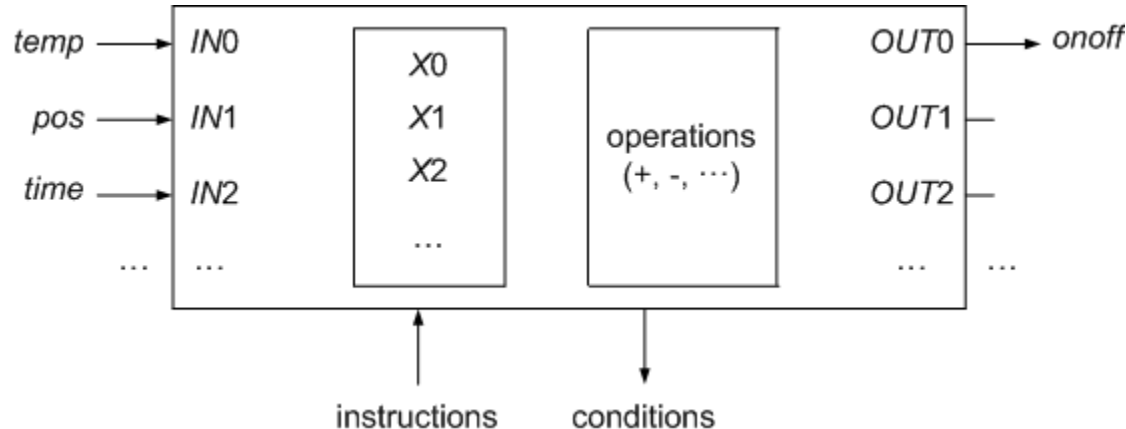 temp IN0 X0 OUT0 onoff
pos IN1 X1 operations OUT1
time IN2 X2 (+, -, ⋯) OUT2
... ... ... ... ...
instructions conditions